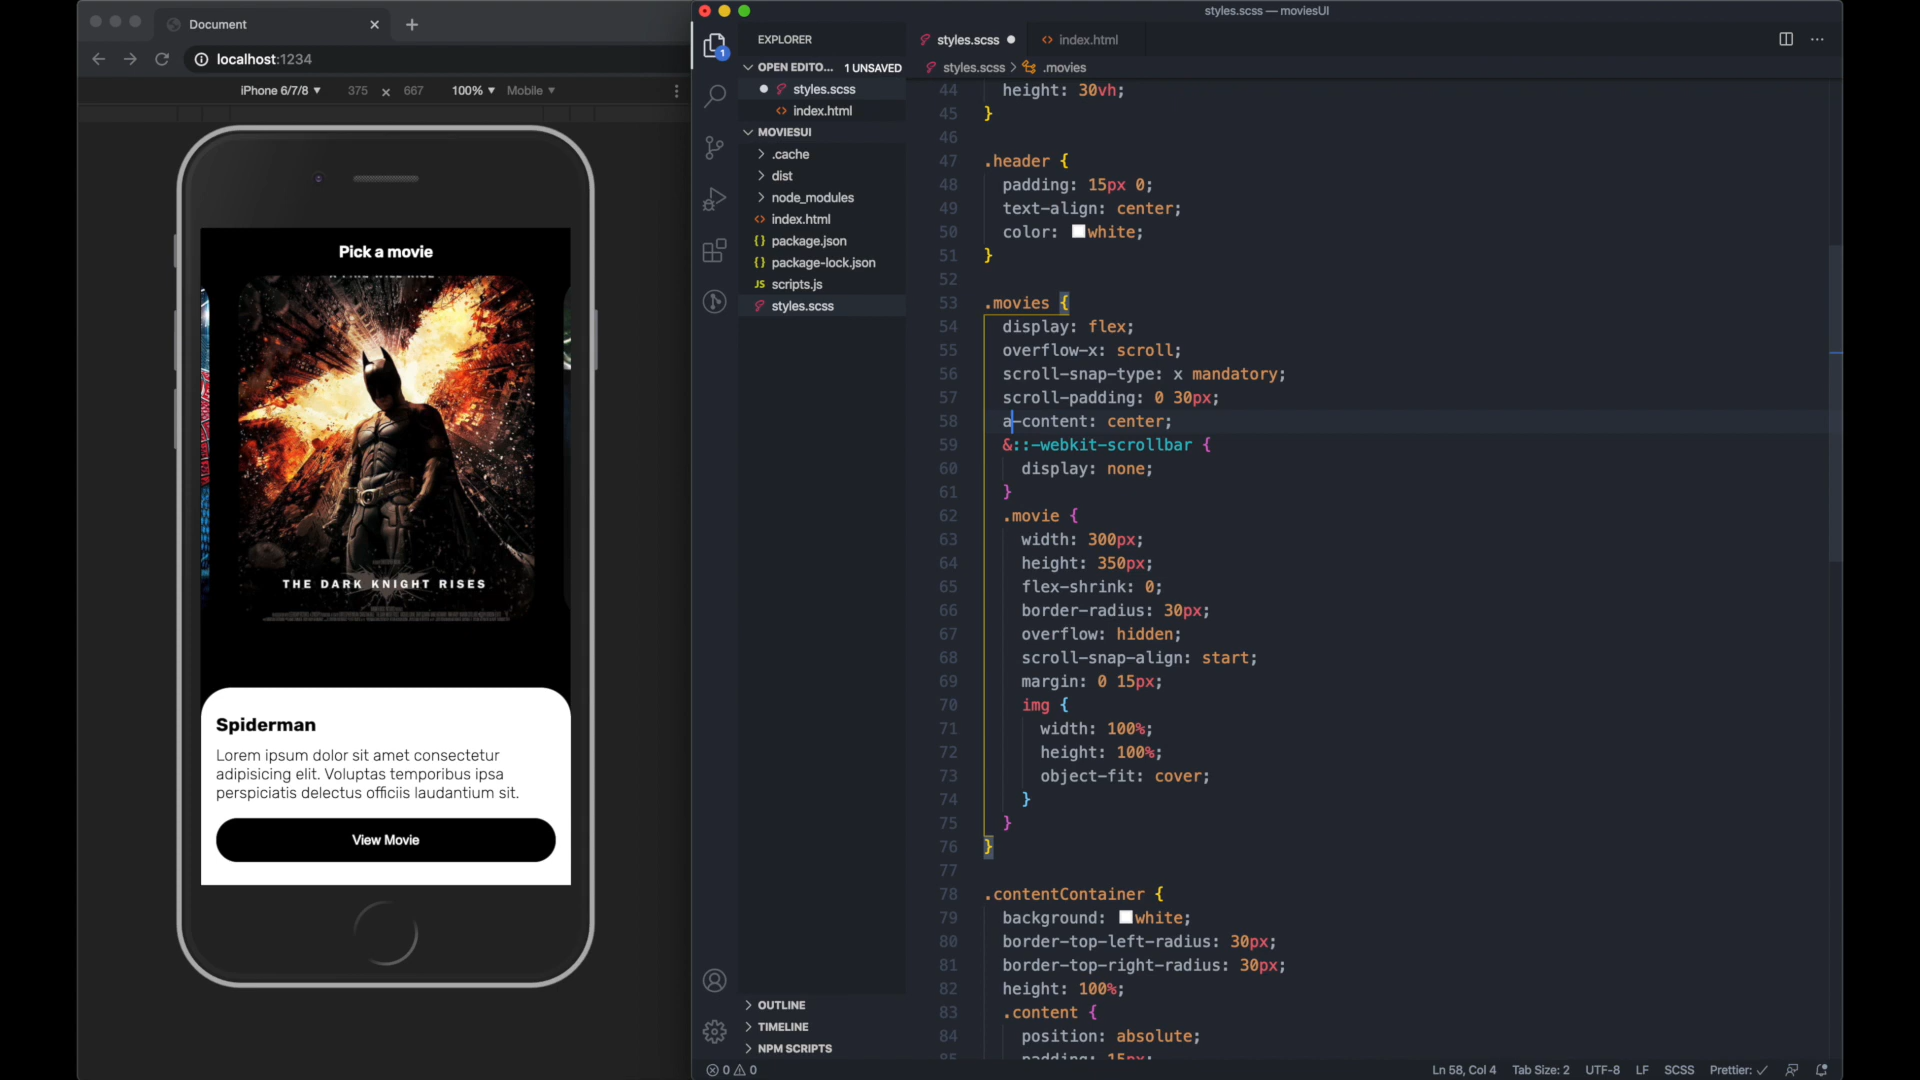 Document
localhost:1234
iPhone 6/7/8 ▼ 375 × 667 100% ▼ Mobile ▼
Pick a movie
THE DARK KNIGHT RISES
Spiderman
Lorem ipsum dolor sit amet consectetur
adipisicing elit. Voluptas temporibus ipsa
perspiciatis delectus officiis laudantium sit.
View Movie
styles.scss — moviesUI
1
EXPLORER
OPEN EDITO... 1 UNSAVED
styles.scss
index.html
MOVIESUI
.cache
dist
node_modules
index.html
package.json
package-lock.json
JS scripts.js
styles.scss
OUTLINE
TIMELINE
NPM SCRIPTS
styles.scss
index.html
styles.scss > .movies
44 height: 30vh;
45 }
46
47 .header {
48 padding: 15px 0;
49 text-align: center;
50 color: white;
51 }
52
53 .movies {
54 display: flex;
55 overflow-x: scroll;
56 scroll-snap-type: x mandatory;
57 scroll-padding: 0 30px;
58 a-content: center;
59 &::-webkit-scrollbar {
60 display: none;
61 }
62 .movie {
63 width: 300px;
64 height: 350px;
65 flex-shrink: 0;
66 border-radius: 30px;
67 overflow: hidden;
68 scroll-snap-align: start;
69 margin: 0 15px;
70 img {
71 width: 100%;
72 height: 100%;
73 object-fit: cover;
74 }
75 }
76 }
77
78 .contentContainer {
79 background: white;
80 border-top-left-radius: 30px;
81 border-top-right-radius: 30px;
82 height: 100%;
83 .content {
84 position: absolute;
85 padding: 15px;
0 0
Ln 58, Col 4 Tab Size: 2 UTF-8 LF SCSS Prettier: ✓